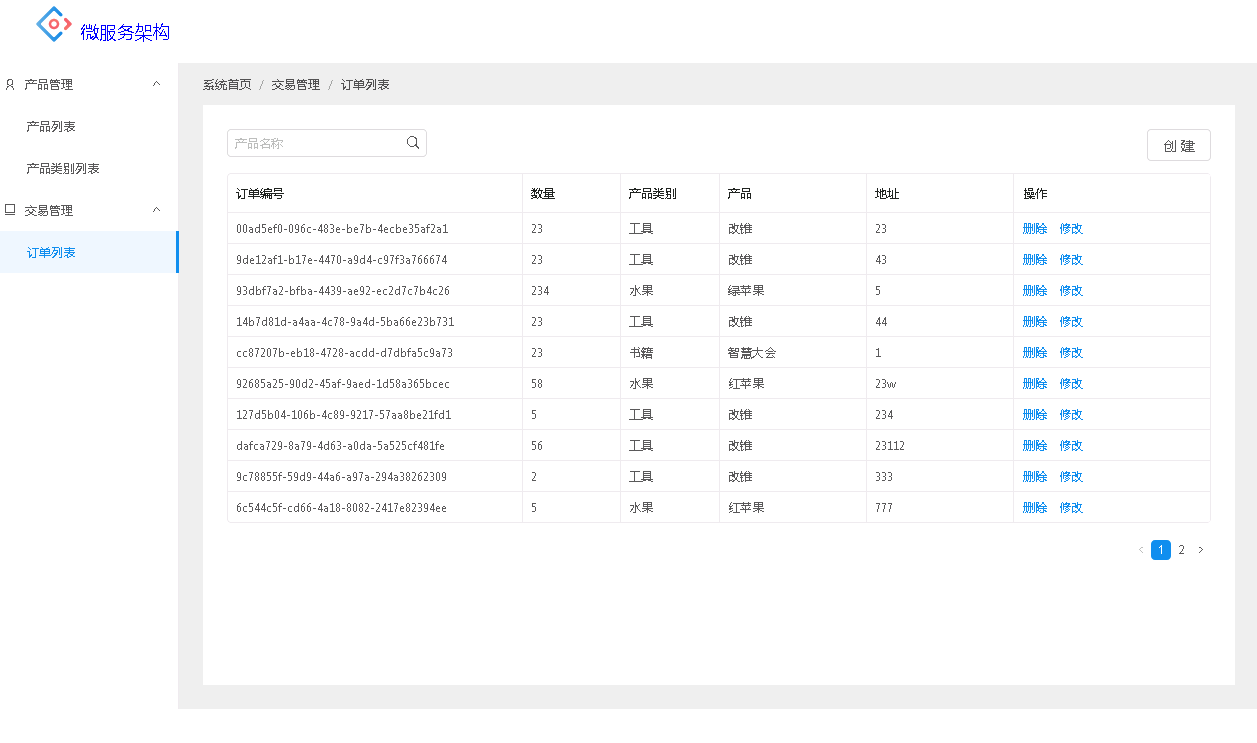 微服务架构
产品管理
产品列表
产品类别列表
交易管理
订单列表
系统首页 / 交易管理 / 订单列表
产品名称
创 建
订单编号 数量 产品类别 产品 地址 操作
00ad5ef0-096c-483e-be7b-4ecbe35af2a1 23 工具 改锥 23 删除 修改
9de12af1-b17e-4470-a9d4-c97f3a766674 23 工具 改锥 43 删除 修改
93dbf7a2-bfba-4439-ae92-ec2d7c7b4c26 234 水果 绿苹果 5 删除 修改
14b7d81d-a4aa-4c78-9a4d-5ba66e23b731 23 工具 改锥 44 删除 修改
cc87207b-eb18-4728-acdd-d7dbfa5c9a73 23 书籍 智慧大会 1 删除 修改
92685a25-90d2-45af-9aed-1d58a365bcec 58 水果 红苹果 23w 删除 修改
127d5b04-106b-4c89-9217-57aa8be21fd1 5 工具 改锥 234 删除 修改
dafca729-8a79-4d63-a0da-5a525cf481fe 56 工具 改锥 23112 删除 修改
9c78855f-59d9-44a6-a97a-294a38262309 2 工具 改锥 333 删除 修改
6c544c5f-cd66-4a18-8082-2417e82394ee 5 水果 红苹果 777 删除 修改
< 1 2 >